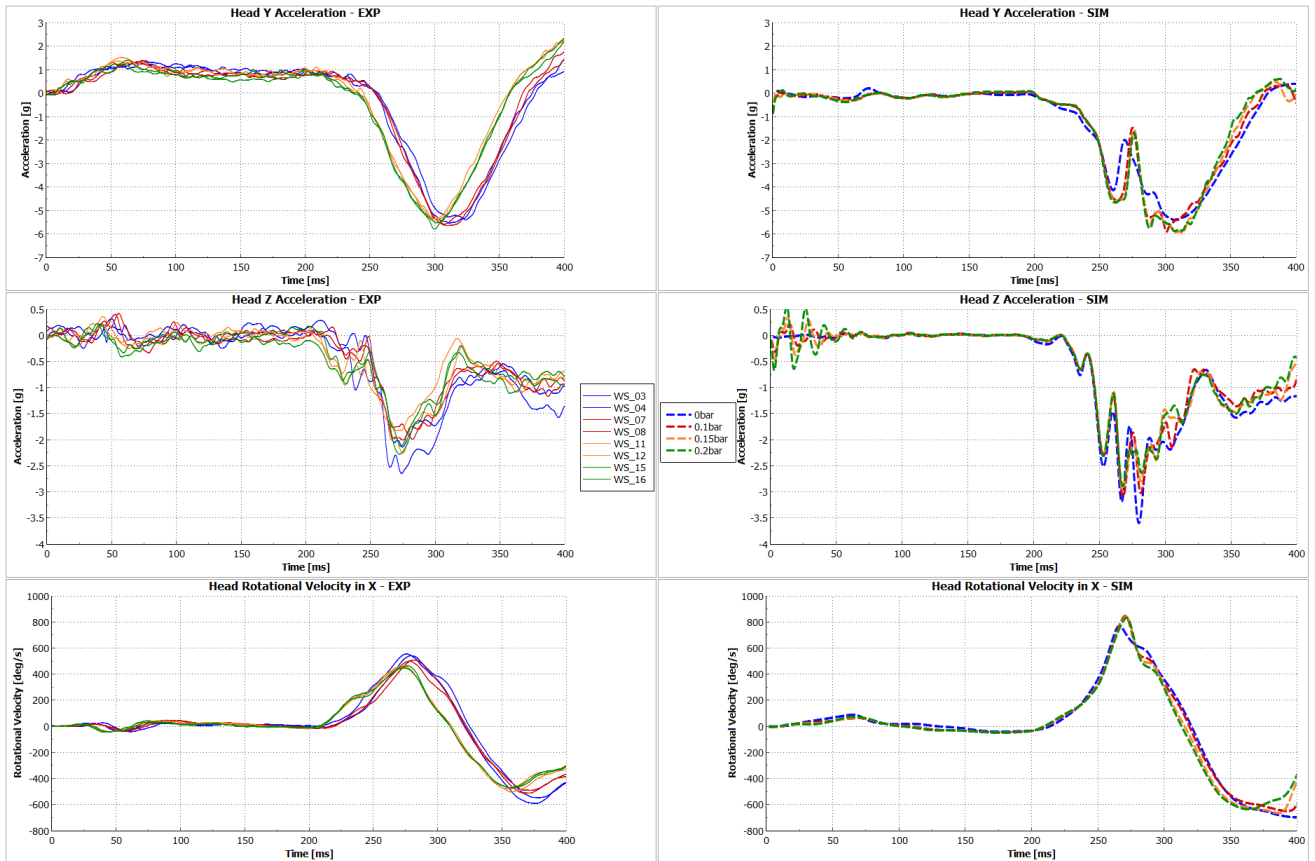 Head Y Acceleration - EXP
3
2
1
0
-1
-2
-3
-4
-5
-6
-7
Acceleration [g]
0 50 100 150 200 250 300 350 400
Time [ms]
Head Y Acceleration - SIM
3
2
1
0
-1
-2
-3
-4
-5
-6
-7
Acceleration [g]
0 50 100 150 200 250 300 350 400
Time [ms]
Head Z Acceleration - EXP
0.5
0
-0.5
-1
-1.5
-2
-2.5
-3
-3.5
-4
Acceleration [g]
0 50 100 150 200 250 300 350 400
Time [ms]
WS_03
WS_04
WS_07
WS_08
WS_11
WS_12
WS_15
WS_16
Head Z Acceleration - SIM
0.5
0
-0.5
-1
-1.5
-2
-2.5
-3
-3.5
-4
Acceleration [g]
0 50 100 150 200 250 300 350 400
Time [ms]
0bar
0.1bar
0.15bar
0.2bar
Head Rotational Velocity in X - EXP
1000
800
600
400
200
0
-200
-400
-600
-800
Rotational Velocity [deg/s]
0 50 100 150 200 250 300 350 400
Time [ms]
Head Rotational Velocity in X - SIM
1000
800
600
400
200
0
-200
-400
-600
-800
Rotational Velocity [deg/s]
0 50 100 150 200 250 300 350 400
Time [ms]